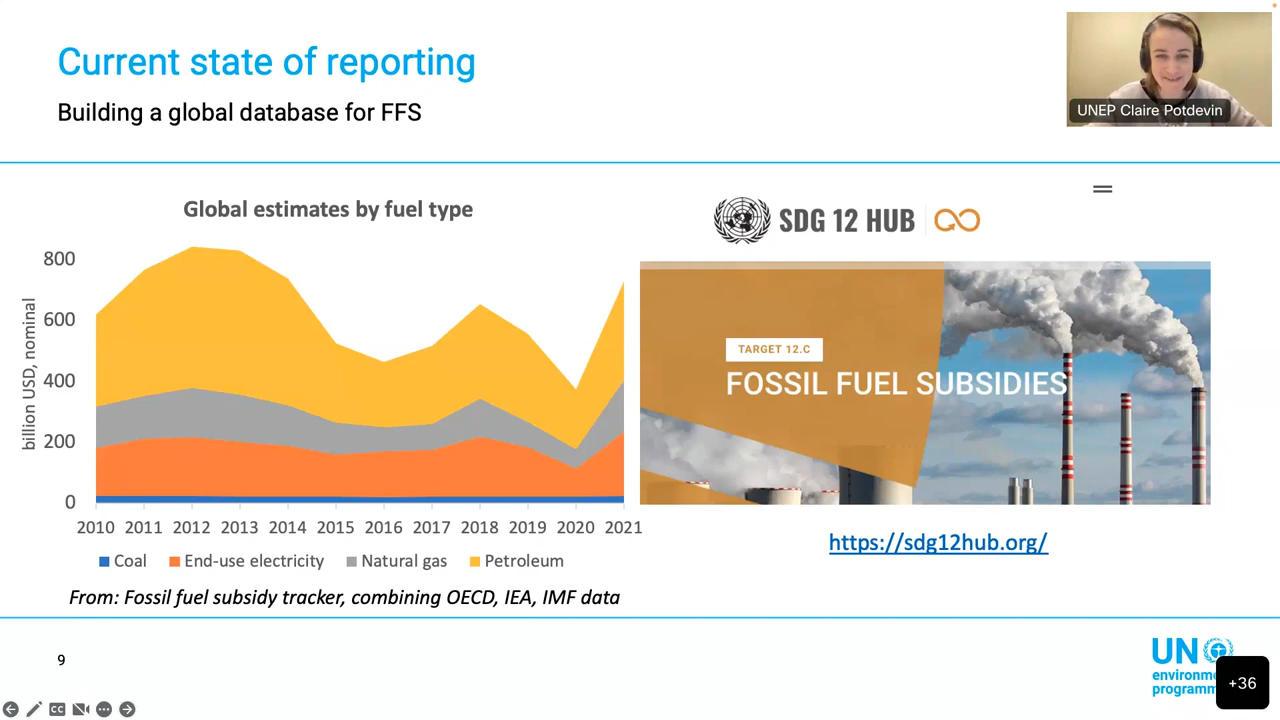 Current state of reporting
Building a global database for FFS
UNEP Claire Potdevin
Global estimates by fuel type
billion USD, nominal
800
600
400
200
0
2010 2011 2012 2013 2014 2015 2016 2017 2018 2019 2020 2021
Coal End-use electricity Natural gas Petroleum
From: Fossil fuel subsidy tracker, combining OECD, IEA, IMF data
SDG 12 HUB
TARGET 12.C
FOSSIL FUEL SUBSIDIES
https://sdg12hub.org/
9
UN
environm
programm
+36
CC